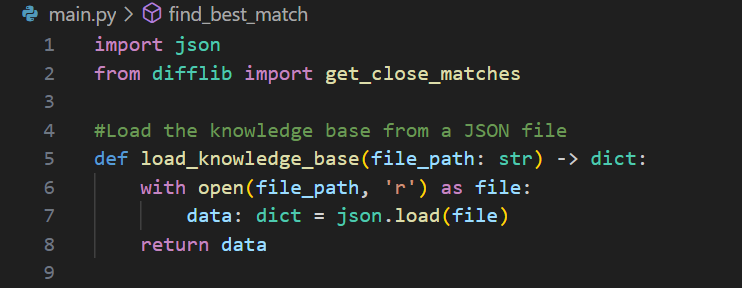 main.py > find_best_match
1 import json
2 from difflib import get_close_matches
3
4 #Load the knowledge base from a JSON file
5 def load_knowledge_base(file_path: str) -> dict:
6     with open(file_path, 'r') as file:
7         data: dict = json.load(file)
8     return data
9